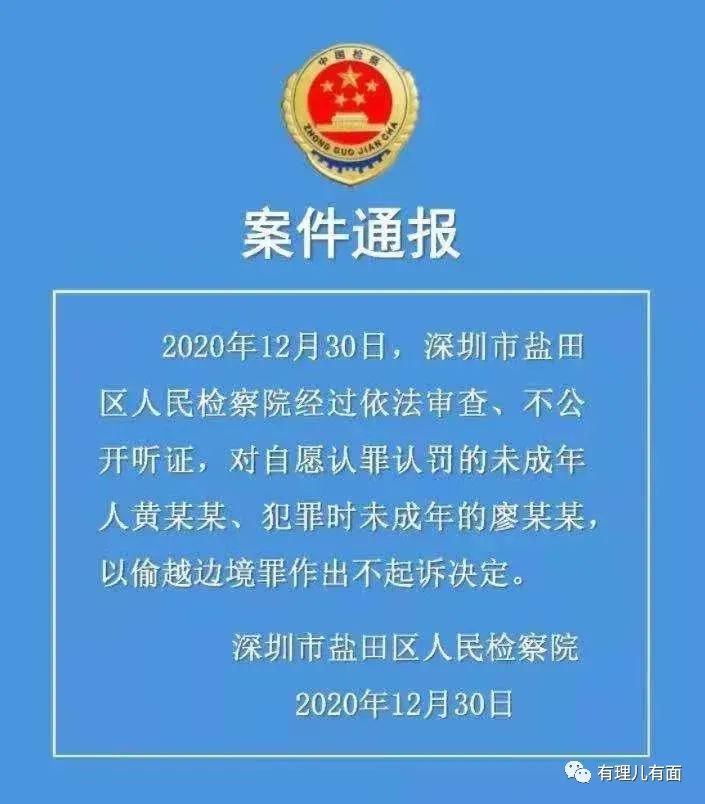 中国检察
ZHONG GUO JIAN CHA
案件通报
2020年12月30日，深圳市盐田
区人民检察院经过依法审查、不公
开听证，对自愿认罪认罚的未成年
人黄某某、犯罪时未成年的廖某某，
以偷越边境罪作出不起诉决定。
深圳市盐田区人民检察院
2020年12月30日
有理儿有面